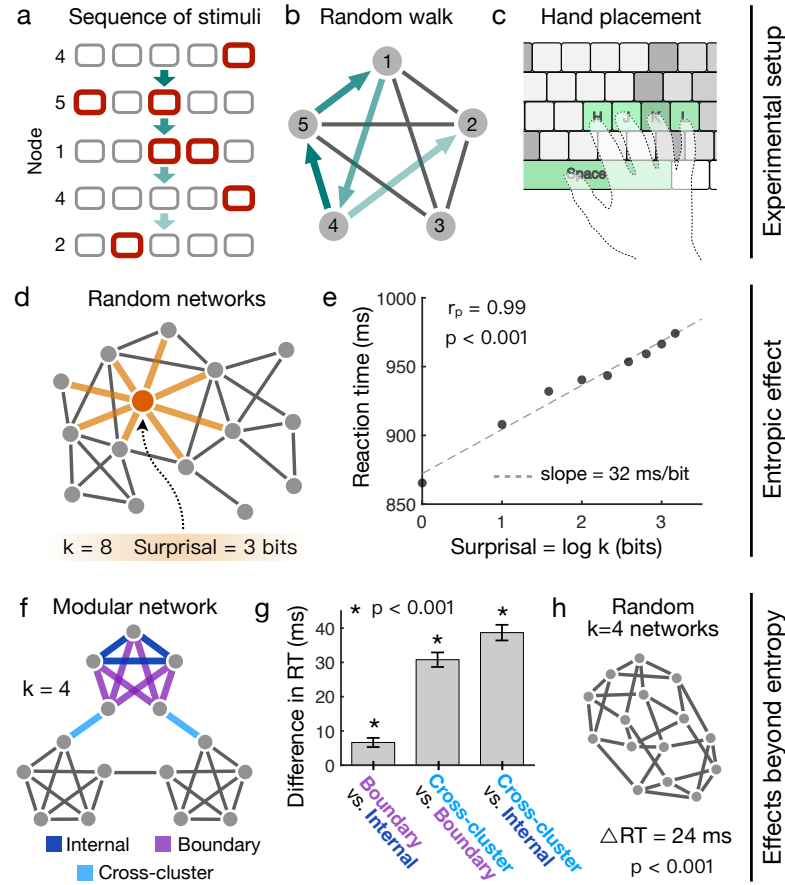 a Sequence of stimuli
Node
4
5
1
4
2
b Random walk
1
2
3
4
5
c Hand placement
H J K L
Space
Experimental setup
d Random networks
k = 8 Surprisal = 3 bits
e
Reaction time (ms)
1000
950
900
850
r_p = 0.99
p < 0.001
slope = 32 ms/bit
0 1 2 3
Surprisal = log k (bits)
Entropic effect
f Modular network
k = 4
Internal
Boundary
Cross-cluster
g
* p < 0.001
Difference in RT (ms)
40
30
20
10
0
*
*
*
Boundary
vs. Internal
Cross-cluster
vs. Boundary
Cross-cluster
vs. Internal
h Random
k=4 networks
△RT = 24 ms
p < 0.001
Effects beyond entropy